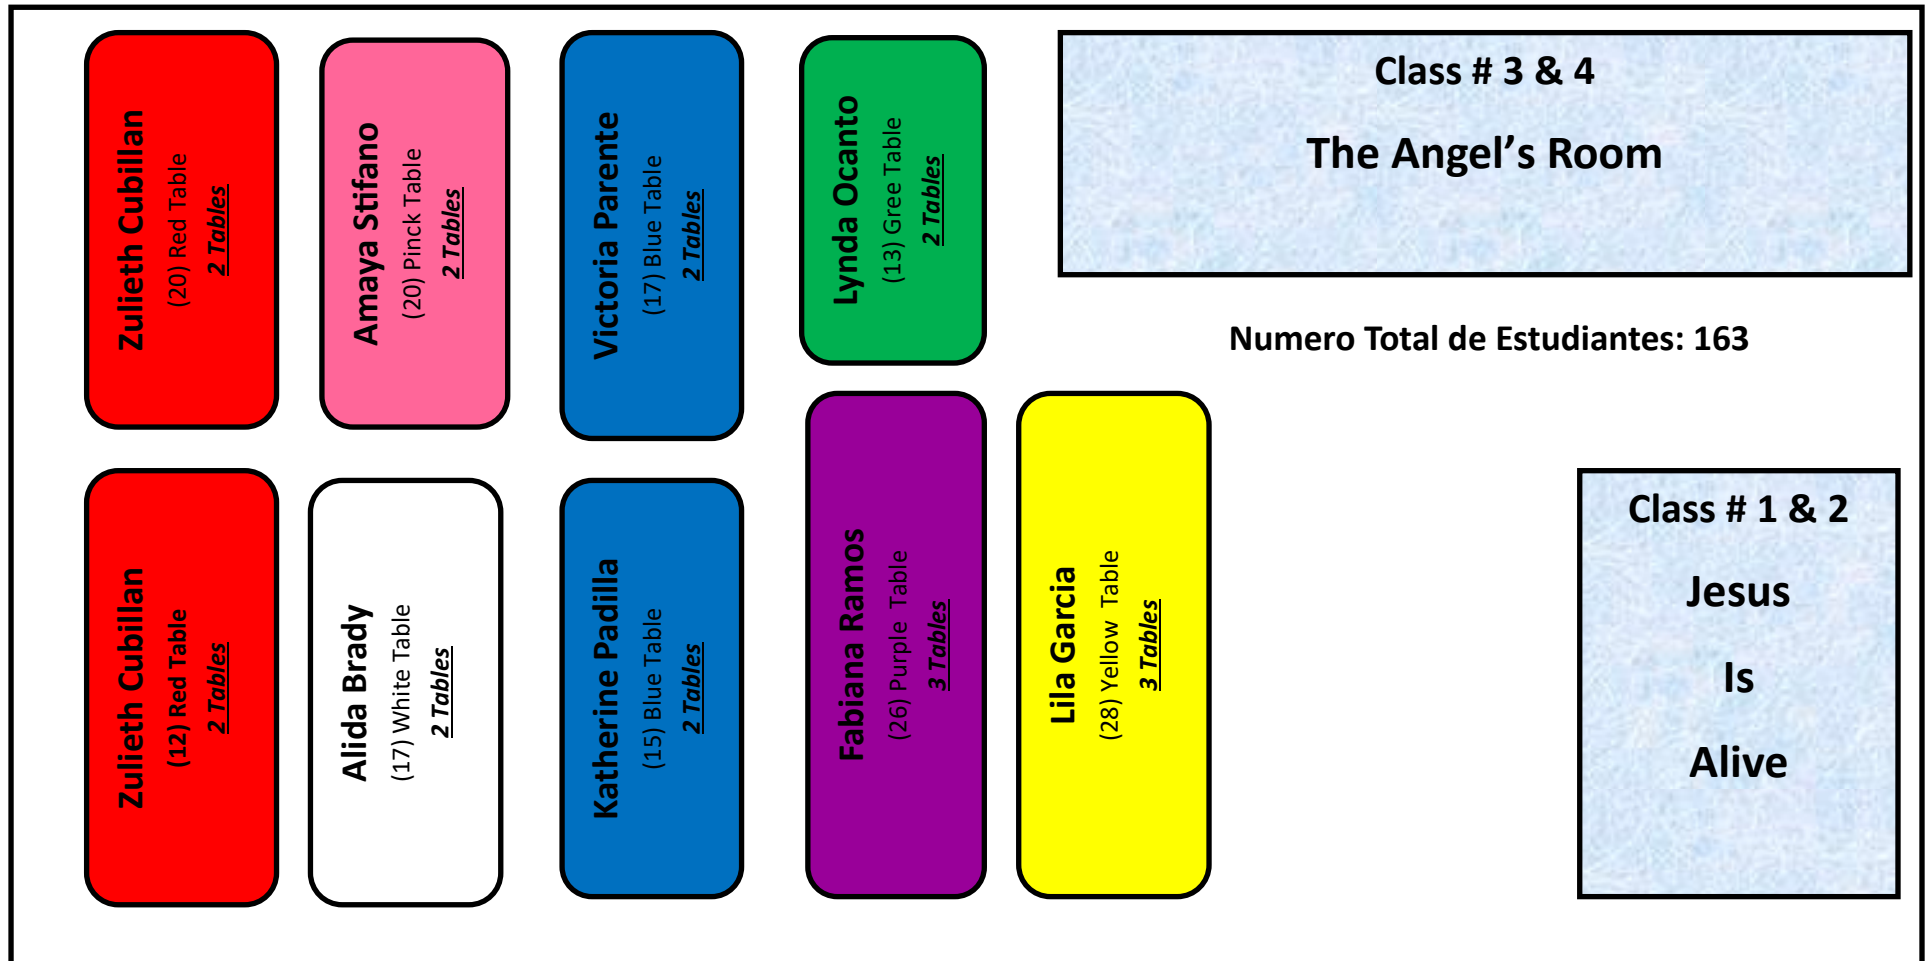 Zulieth Cubillan
(20) Red Table
2 Tables
Amaya Stifano
(20) Pinck Table
2 Tables
Victoria Parente
(17) Blue Table
2 Tables
Lynda Ocanto
(13) Gree Table
2 Tables
Class # 3 & 4
The Angel’s Room
Numero Total de Estudiantes: 163
Zulieth Cubillan
(12) Red Table
2 Tables
Alida Brady
(17) White Table
2 Tables
Katherine Padilla
(15) Blue Table
2 Tables
Fabiana Ramos
(26) Purple Table
3 Tables
Lila Garcia
(28) Yellow Table
3 Tables
Class # 1 & 2
Jesus
Is
Alive